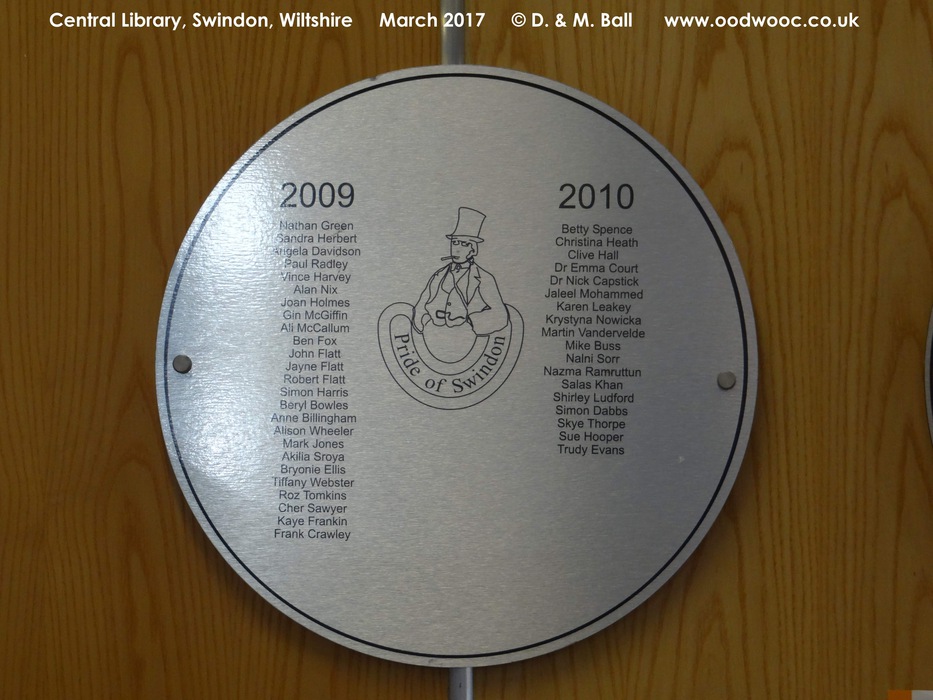 Central Library, Swindon, Wiltshire March 2017 © D. & M. Ball www.oodwooc.co.uk
2009
Nathan Green
Sandra Herbert
Angela Davidson
Paul Radley
Vince Harvey
Alan Nix
Joan Holmes
Gin McGiffin
Ali McCallum
Ben Fox
John Flatt
Jayne Flatt
Robert Flatt
Simon Harris
Beryl Bowles
Anne Billingham
Alison Wheeler
Mark Jones
Akilia Sroya
Bryonie Ellis
Tiffany Webster
Roz Tomkins
Cher Sawyer
Kaye Frankin
Frank Crawley
Pride of Swindon
2010
Betty Spence
Christina Heath
Clive Hall
Dr Emma Court
Dr Nick Capstick
Jaleel Mohammed
Karen Leakey
Krystyna Nowicka
Martin Vandervelde
Mike Buss
Nalni Sorr
Nazma Ramruttun
Salas Khan
Shirley Ludford
Simon Dabbs
Skye Thorpe
Sue Hooper
Trudy Evans